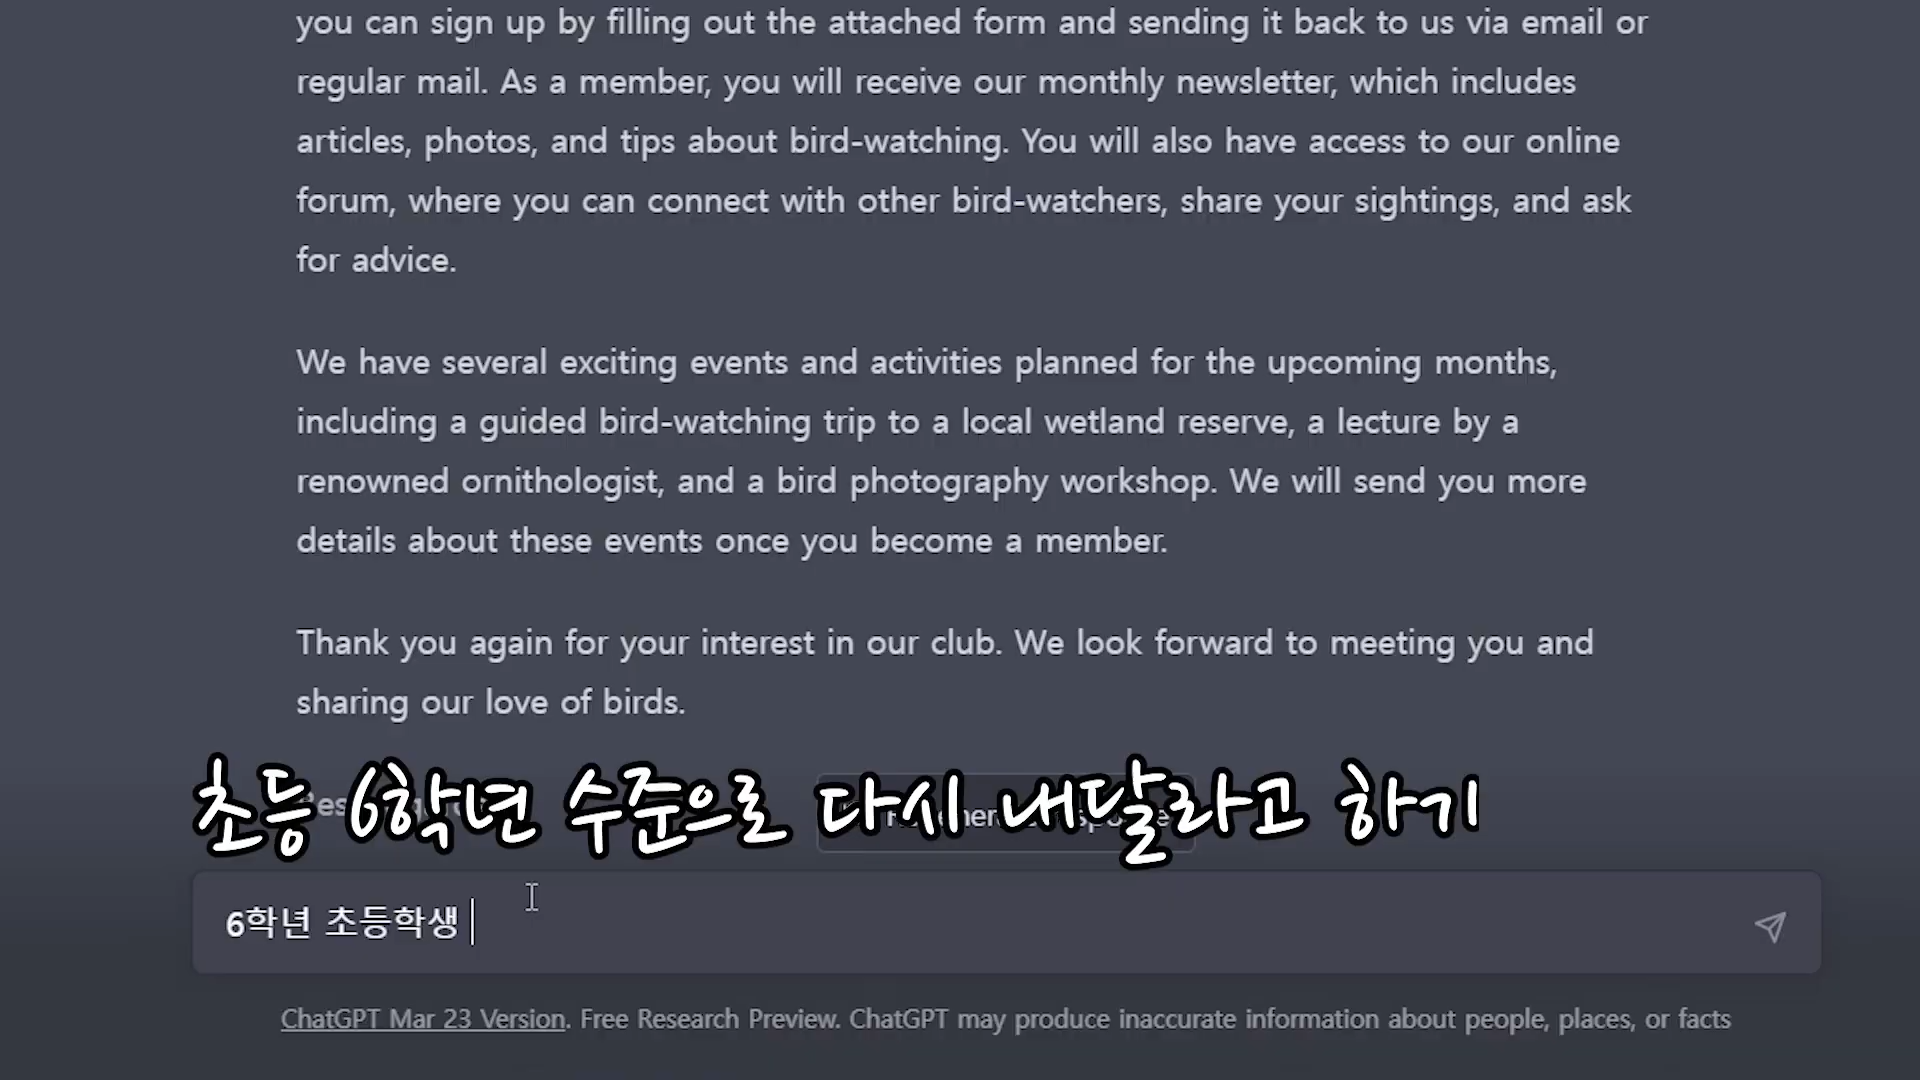 you can sign up by filling out the attached form and sending it back to us via email or
regular mail. As a member, you will receive our monthly newsletter, which includes
articles, photos, and tips about bird-watching. You will also have access to our online
forum, where you can connect with other bird-watchers, share your sightings, and ask
for advice.
We have several exciting events and activities planned for the upcoming months,
including a guided bird-watching trip to a local wetland reserve, a lecture by a
renowned ornithologist, and a bird photography workshop. We will send you more
details about these events once you become a member.
Thank you again for your interest in our club. We look forward to meeting you and
sharing our love of birds.
초등 6학년 수준으로 다시 내달라고 하기
6학년 초등학생
ChatGPT Mar 23 Version. Free Research Preview. ChatGPT may produce inaccurate information about people, places, or facts